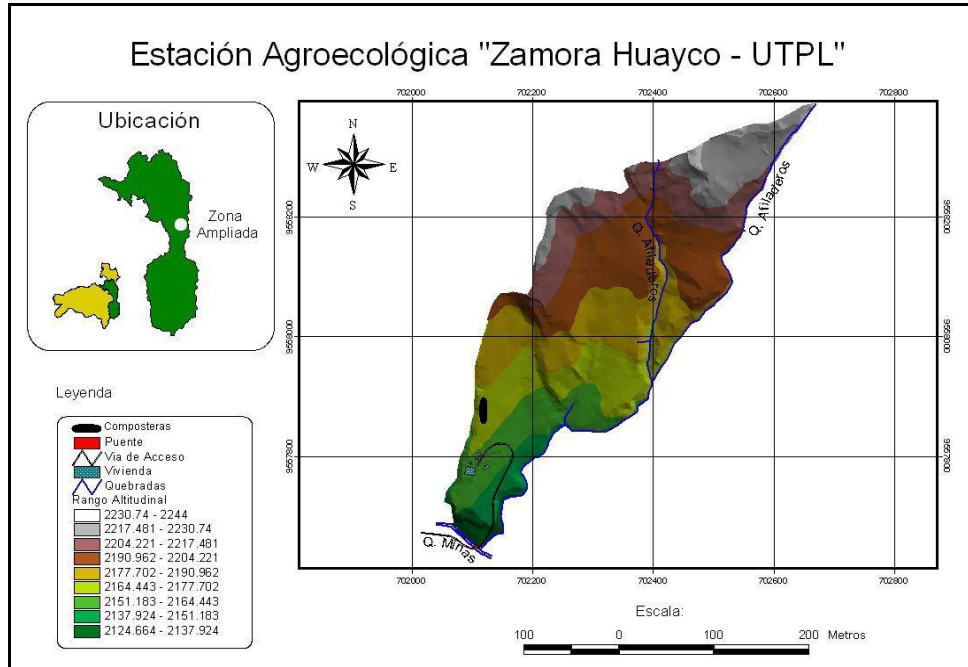 Estación Agroecológica "Zamora Huayco - UTPL"
Ubicación
Zona
Ampliada
N
W
E
S
702000
702200
702400
702600
702800
9558200
9558200
9558000
9558000
9557800
9557800
Q. Afiladeros
Q. Afiladeros
Q. Minas
702000
702200
702400
702600
702800
Leyenda
Composteras
Puente
Via de Acceso
Vivienda
Quebradas
Rango Altitudinal
2230.74 - 2244
2217.481 - 2230.74
2204.221 - 2217.481
2190.962 - 2204.221
2177.702 - 2190.962
2164.443 - 2177.702
2151.183 - 2164.443
2137.924 - 2151.183
2124.664 - 2137.924
Escala:
100 0 100 200 Metros